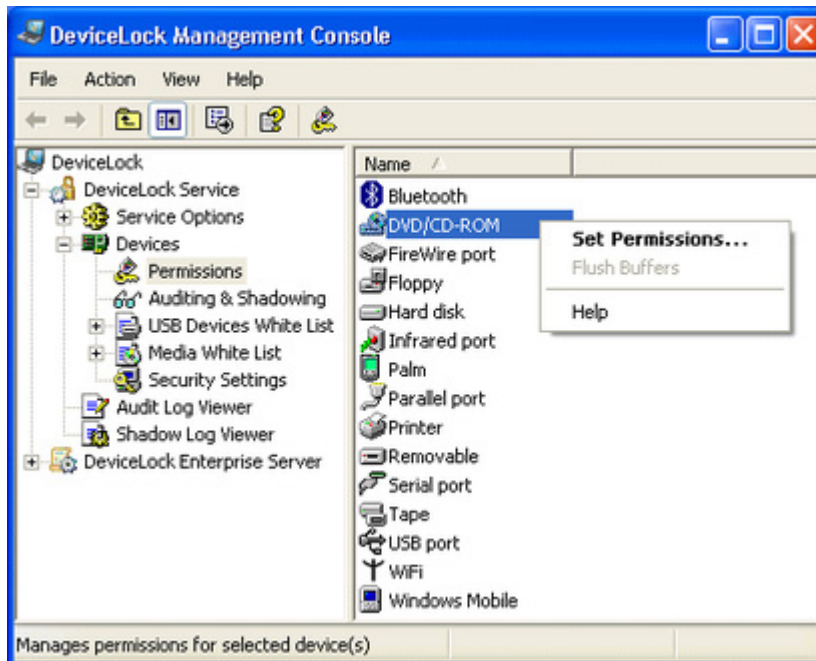 DeviceLock Management Console
File Action View Help
DeviceLock
DeviceLock Service
Service Options
Devices
Permissions
Auditing & Shadowing
USB Devices White List
Media White List
Security Settings
Audit Log Viewer
Shadow Log Viewer
DeviceLock Enterprise Server
Name
Bluetooth
DVD/CD-ROM
FireWire port
Floppy
Hard disk
Infrared port
Palm
Parallel port
Printer
Removable
Serial port
Tape
USB port
WiFi
Windows Mobile
Set Permissions...
Flush Buffers
Help
Manages permissions for selected device(s)